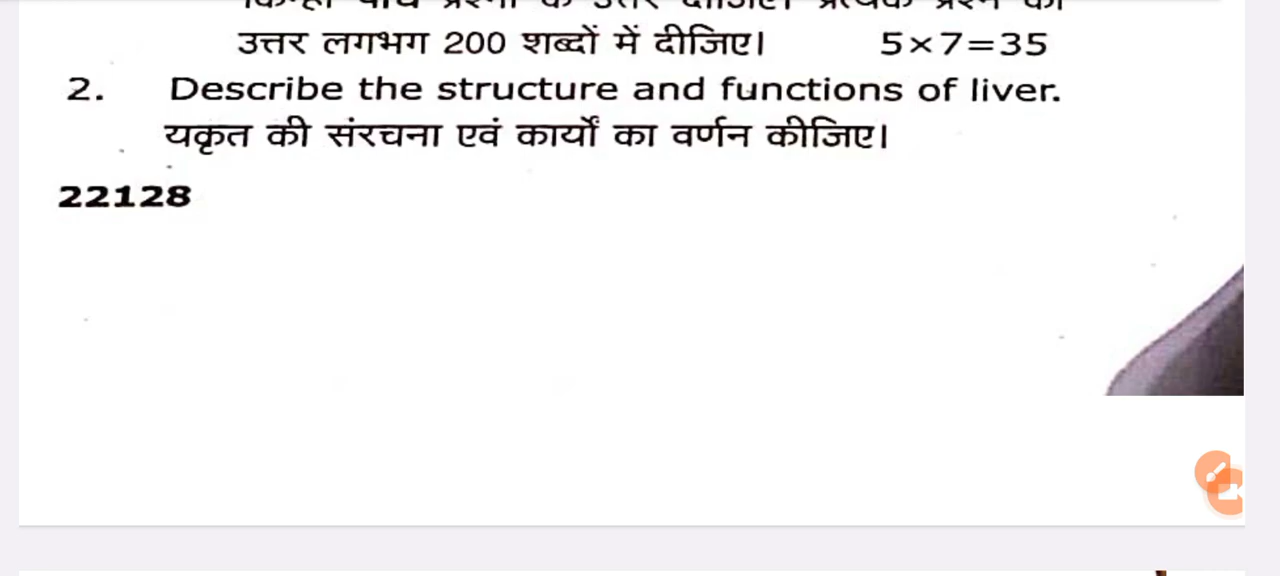 उत्तर लगभग 200 शब्दों में दीजिए। 5×7=35
2. Describe the structure and functions of liver.
यकृत की संरचना एवं कार्यों का वर्णन कीजिए।
22128